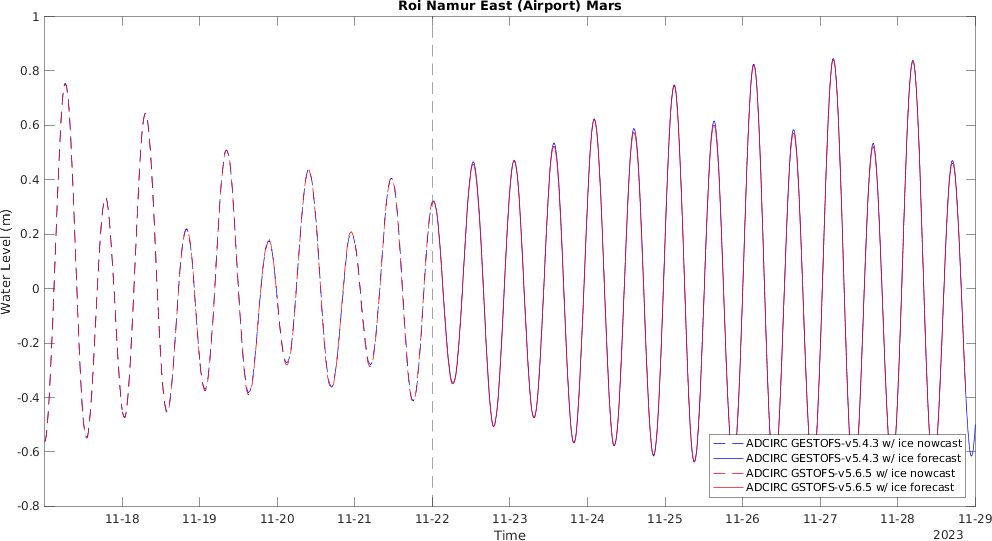 Roi Namur East (Airport) Mars
1
0.8
0.6
0.4
0.2
0
-0.2
-0.4
-0.6
-0.8
Water Level (m)
ADCIRC GESTOFS-v5.4.3 w/ ice nowcast
ADCIRC GESTOFS-v5.4.3 w/ ice forecast
ADCIRC GSTOFS-v5.6.5 w/ ice nowcast
ADCIRC GSTOFS-v5.6.5 w/ ice forecast
11-18 11-19 11-20 11-21 11-22 11-23 11-24 11-25 11-26 11-27 11-28 11-29
Time
2023